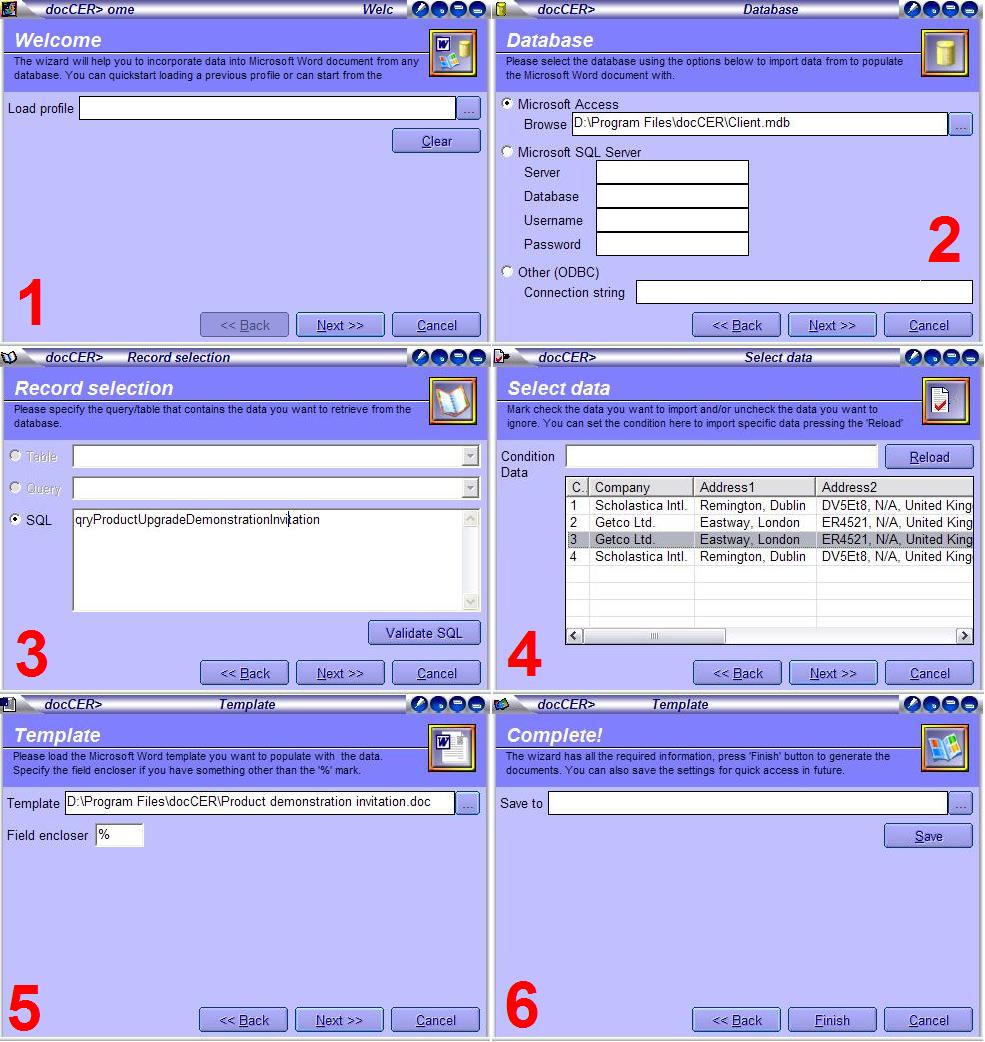 docCER> ome Welc
Welcome
The wizard will help you to incorporate data into Microsoft Word document from any
database. You can quickstart loading a previous profile or can start from the
Load profile
...
Clear
1
<< Back Next >> Cancel
docCER> Database
Database
Please select the database using the options below to import data from to populate
the Microsoft Word document with.
Microsoft Access
Browse D:\Program Files\docCER\Client.mdb ...
Microsoft SQL Server
Server
Database
Username
Password
2
Other (ODBC)
Connection string
<< Back Next >> Cancel
docCER> Record selection
Record selection
Please specify the query/table that contains the data you want to retrieve from the
database.
Table
Query
SQL qryProductUpgradeDemonstrationInvitation
Validate SQL
3
<< Back Next >> Cancel
docCER> Select data
Select data
Mark check the data you want to import and/or uncheck the data you want to
ignore. You can set the condition here to import specific data pressing the 'Reload'
Condition Reload
Data
C. Company Address1 Address2
1 Scholastica Intl. Remington, Dublin DV5Et8, N/A, United King
2 Getco Ltd. Eastway, London ER4521, N/A, United King
3 Getco Ltd. Eastway, London ER4521, N/A, United King
4 Scholastica Intl. Remington, Dublin DV5Et8, N/A, United King
4
<< Back Next >> Cancel
docCER> Template
Template
Please load the Microsoft Word template you want to populate with the data.
Specify the field encloser if you have something other than the '%' mark.
Template D:\Program Files\docCER\Product demonstration invitation.doc ...
Field encloser %
5
<< Back Next >> Cancel
docCER> Template
Complete!
The wizard has all the required information, press 'Finish' button to generate the
documents. You can also save the settings for quick access in future.
Save to ...
Save
6
<< Back Finish Cancel